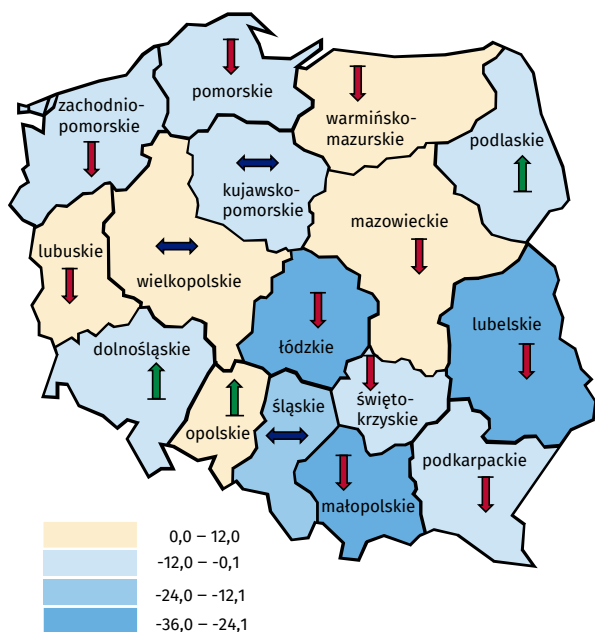 pomorskie
zachodnio-
pomorskie
warmińsko-
mazurskie
podlaskie
kujawsko-
pomorskie
mazowieckie
lubuskie
wielkopolskie
lubelskie
dolnośląskie
łódzkie
śląskie
święto-
krzyskie
opolskie
podkarpackie
małopolskie
0,0 – 12,0
-12,0 – -0,1
-24,0 – -12,1
-36,0 – -24,1